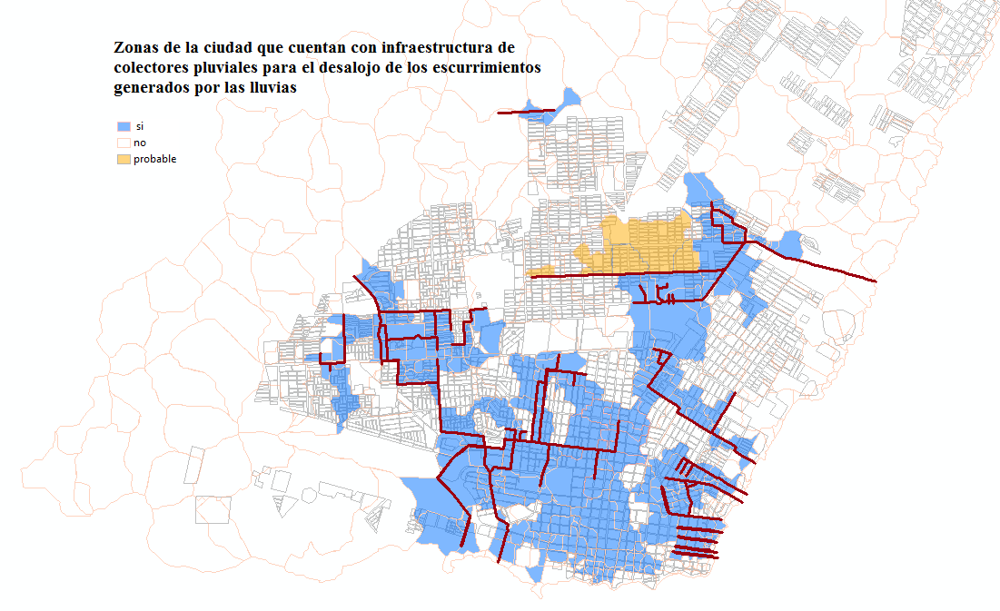 Zonas de la ciudad que cuentan con infraestructura de
colectores pluviales para el desalojo de los escurrimientos
generados por las lluvias
si
no
probable